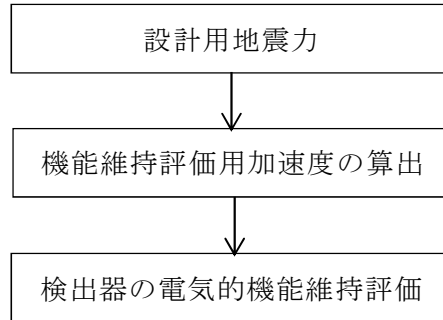 設計用地震力
機能維持評価用加速度の算出
検出器の電気的機能維持評価